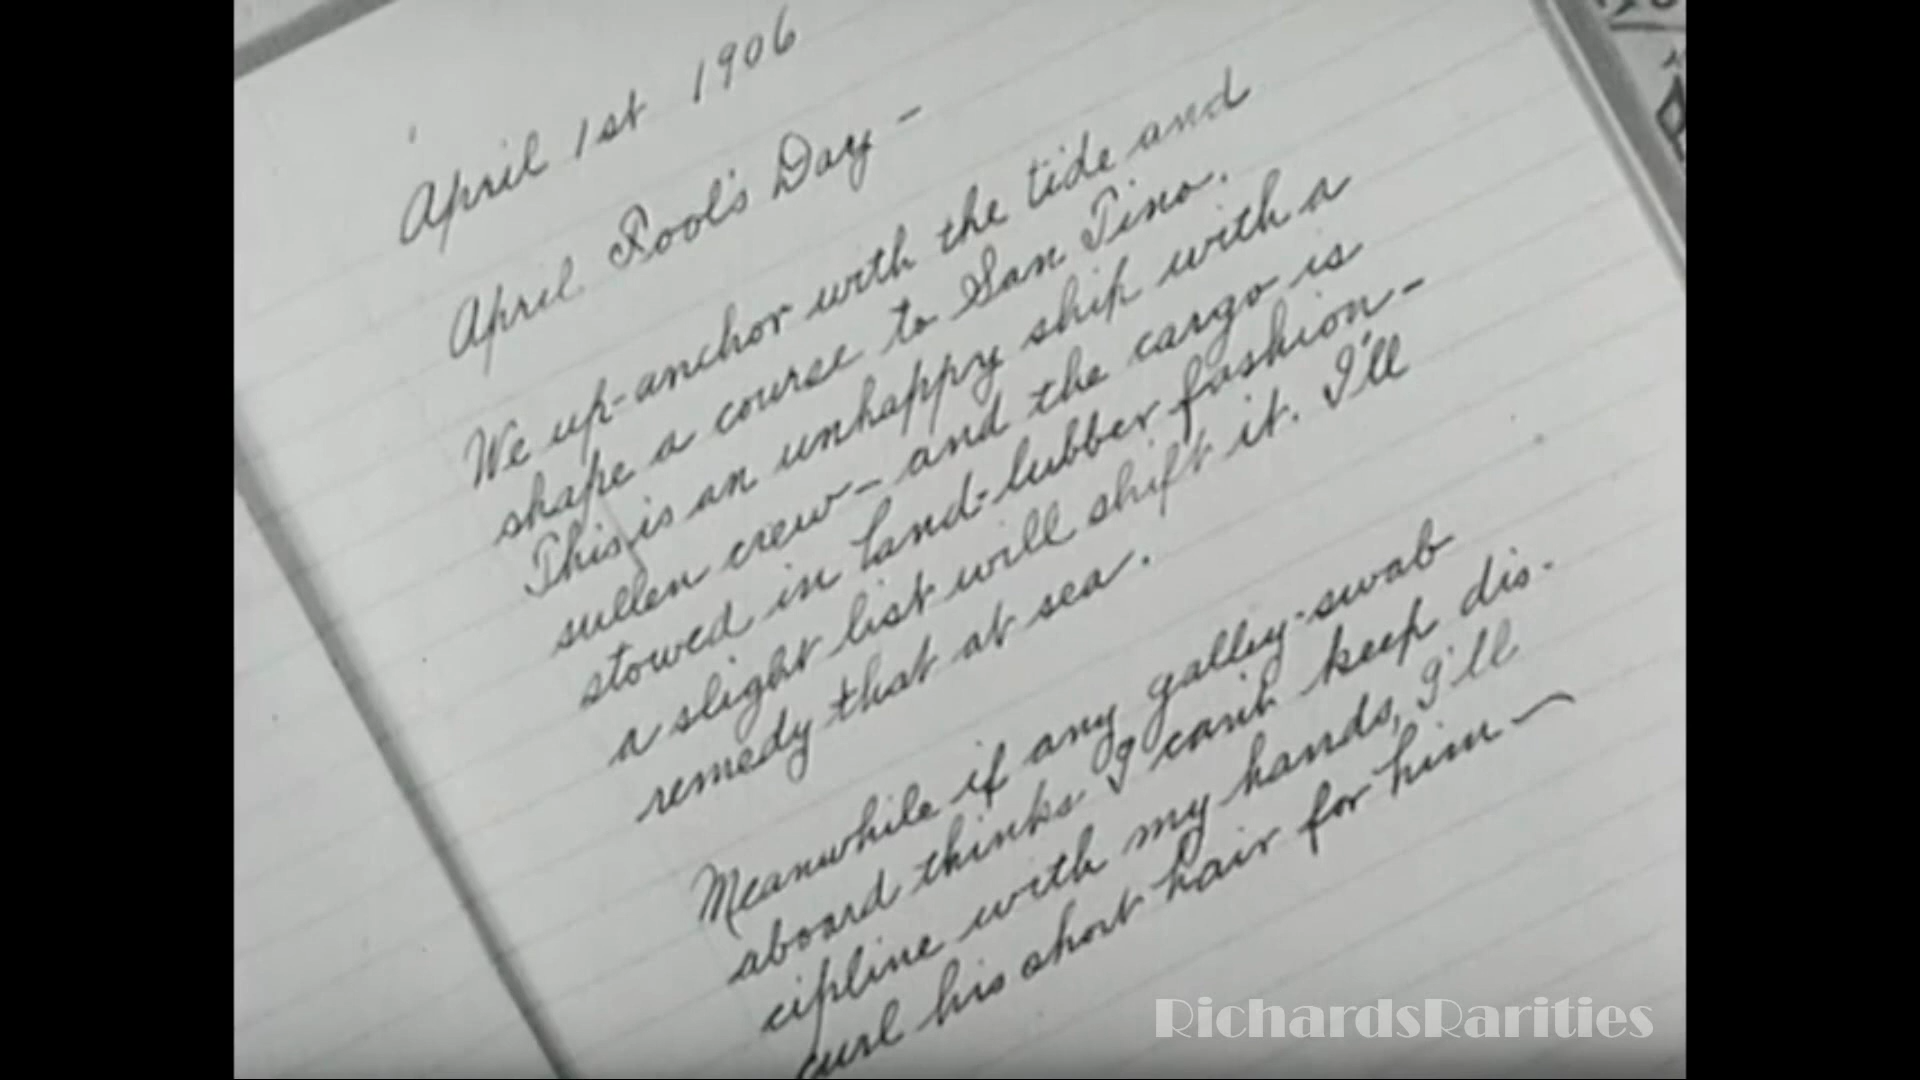 April 1st 1906
April Fool's Day –
We up-anchor with the tide and
shape a course to San Tino.
This is an unhappy ship with a
sullen crew – and the cargo is
stowed in land-lubber fashion –
a slight list will shift it. I'll
remedy that at sea.
Meanwhile if any galley-swab
aboard thinks I can't keep dis-
cipline with my hands, I'll
curl his short hair for him –
RichardsRarities